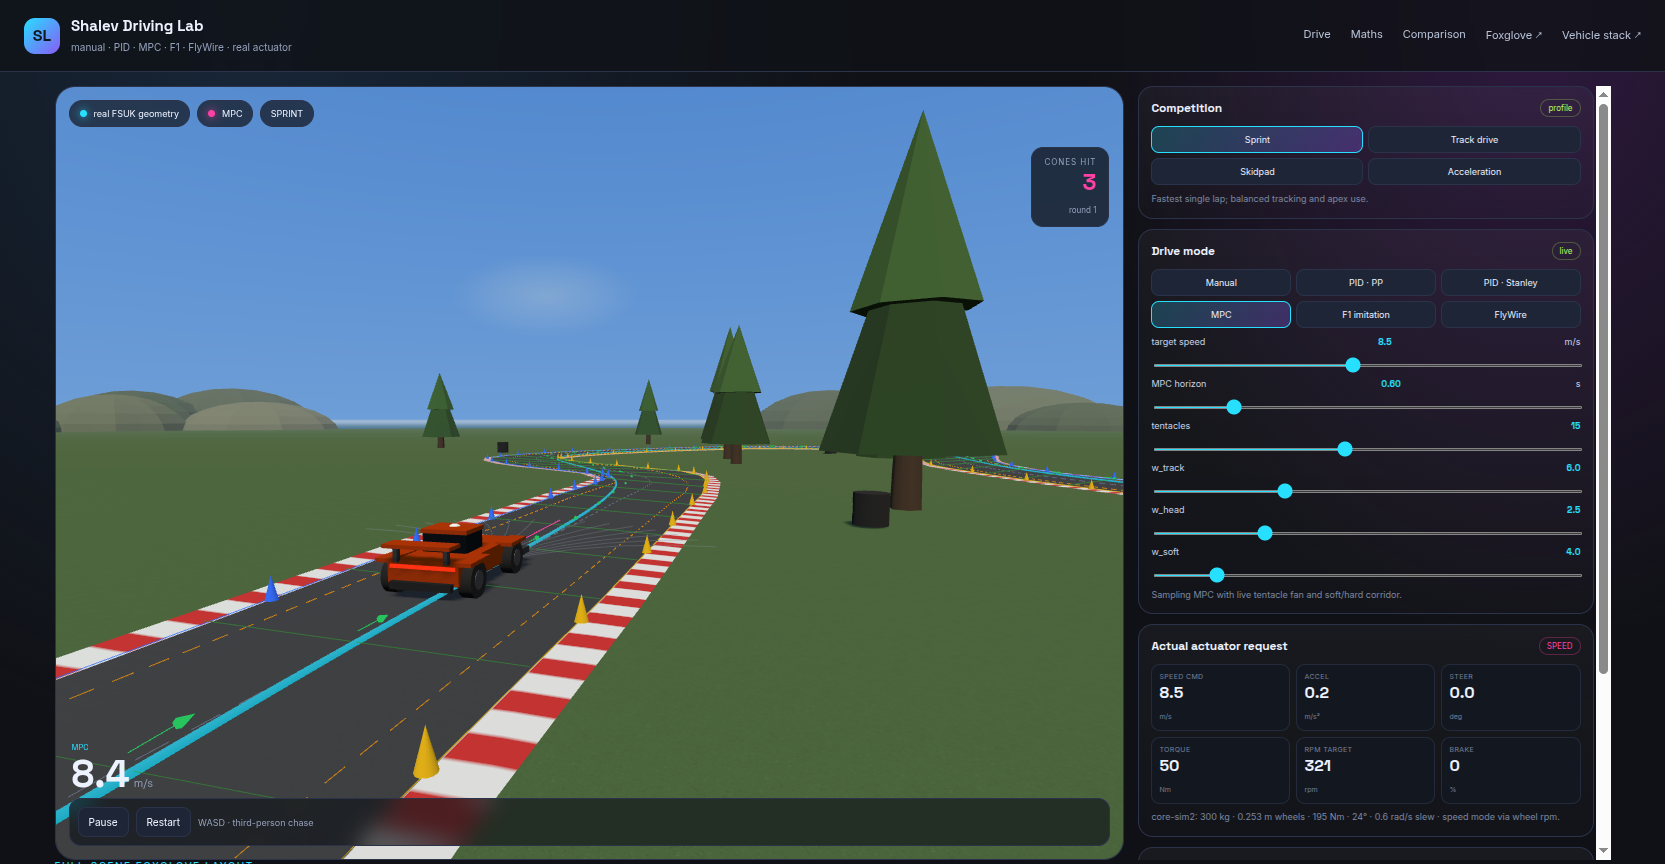 SL
Shalev Driving Lab
manual · PID · MPC · F1 · FlyWire · real actuator
Drive
Maths
Comparison
Foxglove ↗
Vehicle stack ↗
real FSUK geometry
MPC
SPRINT
CONES HIT
3
round 1
MPC
8.4 m/s
Pause
Restart
WASD · third-person chase
FULL SCENE FOXGLOVE LAYOUT
Competition
profile
Sprint
Track drive
Skidpad
Acceleration
Fastest single lap; balanced tracking and apex use.
Drive mode
live
Manual
PID · PP
PID · Stanley
MPC
F1 imitation
FlyWire
target speed 8.5 m/s
MPC horizon 0.60 s
tentacles 15
w_track 6.0
w_head 2.5
w_soft 4.0
Sampling MPC with live tentacle fan and soft/hard corridor.
Actual actuator request
SPEED
SPEED CMD
8.5
m/s
ACCEL
0.2
m/s²
STEER
0.0
deg
TORQUE
50
Nm
RPM TARGET
321
rpm
BRAKE
0
%
core-sim2: 300 kg · 0.253 m wheels · 195 Nm · 24° · 0.6 rad/s slew · speed mode via wheel rpm.